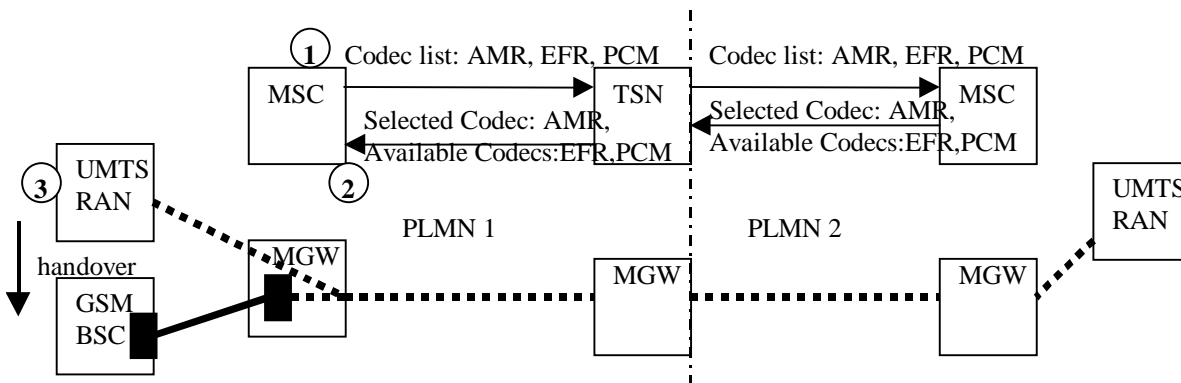 1
Codec list: AMR, EFR, PCM
Codec list: AMR, EFR, PCM
MSC
TSN
MSC
Selected Codec: AMR,
Available Codecs:EFR,PCM
Selected Codec: AMR,
Available Codecs:EFR,PCM
2
3
UMTS
RAN
UMTS
RAN
PLMN 1
PLMN 2
handover
MGW
MGW
MGW
GSM
BSC